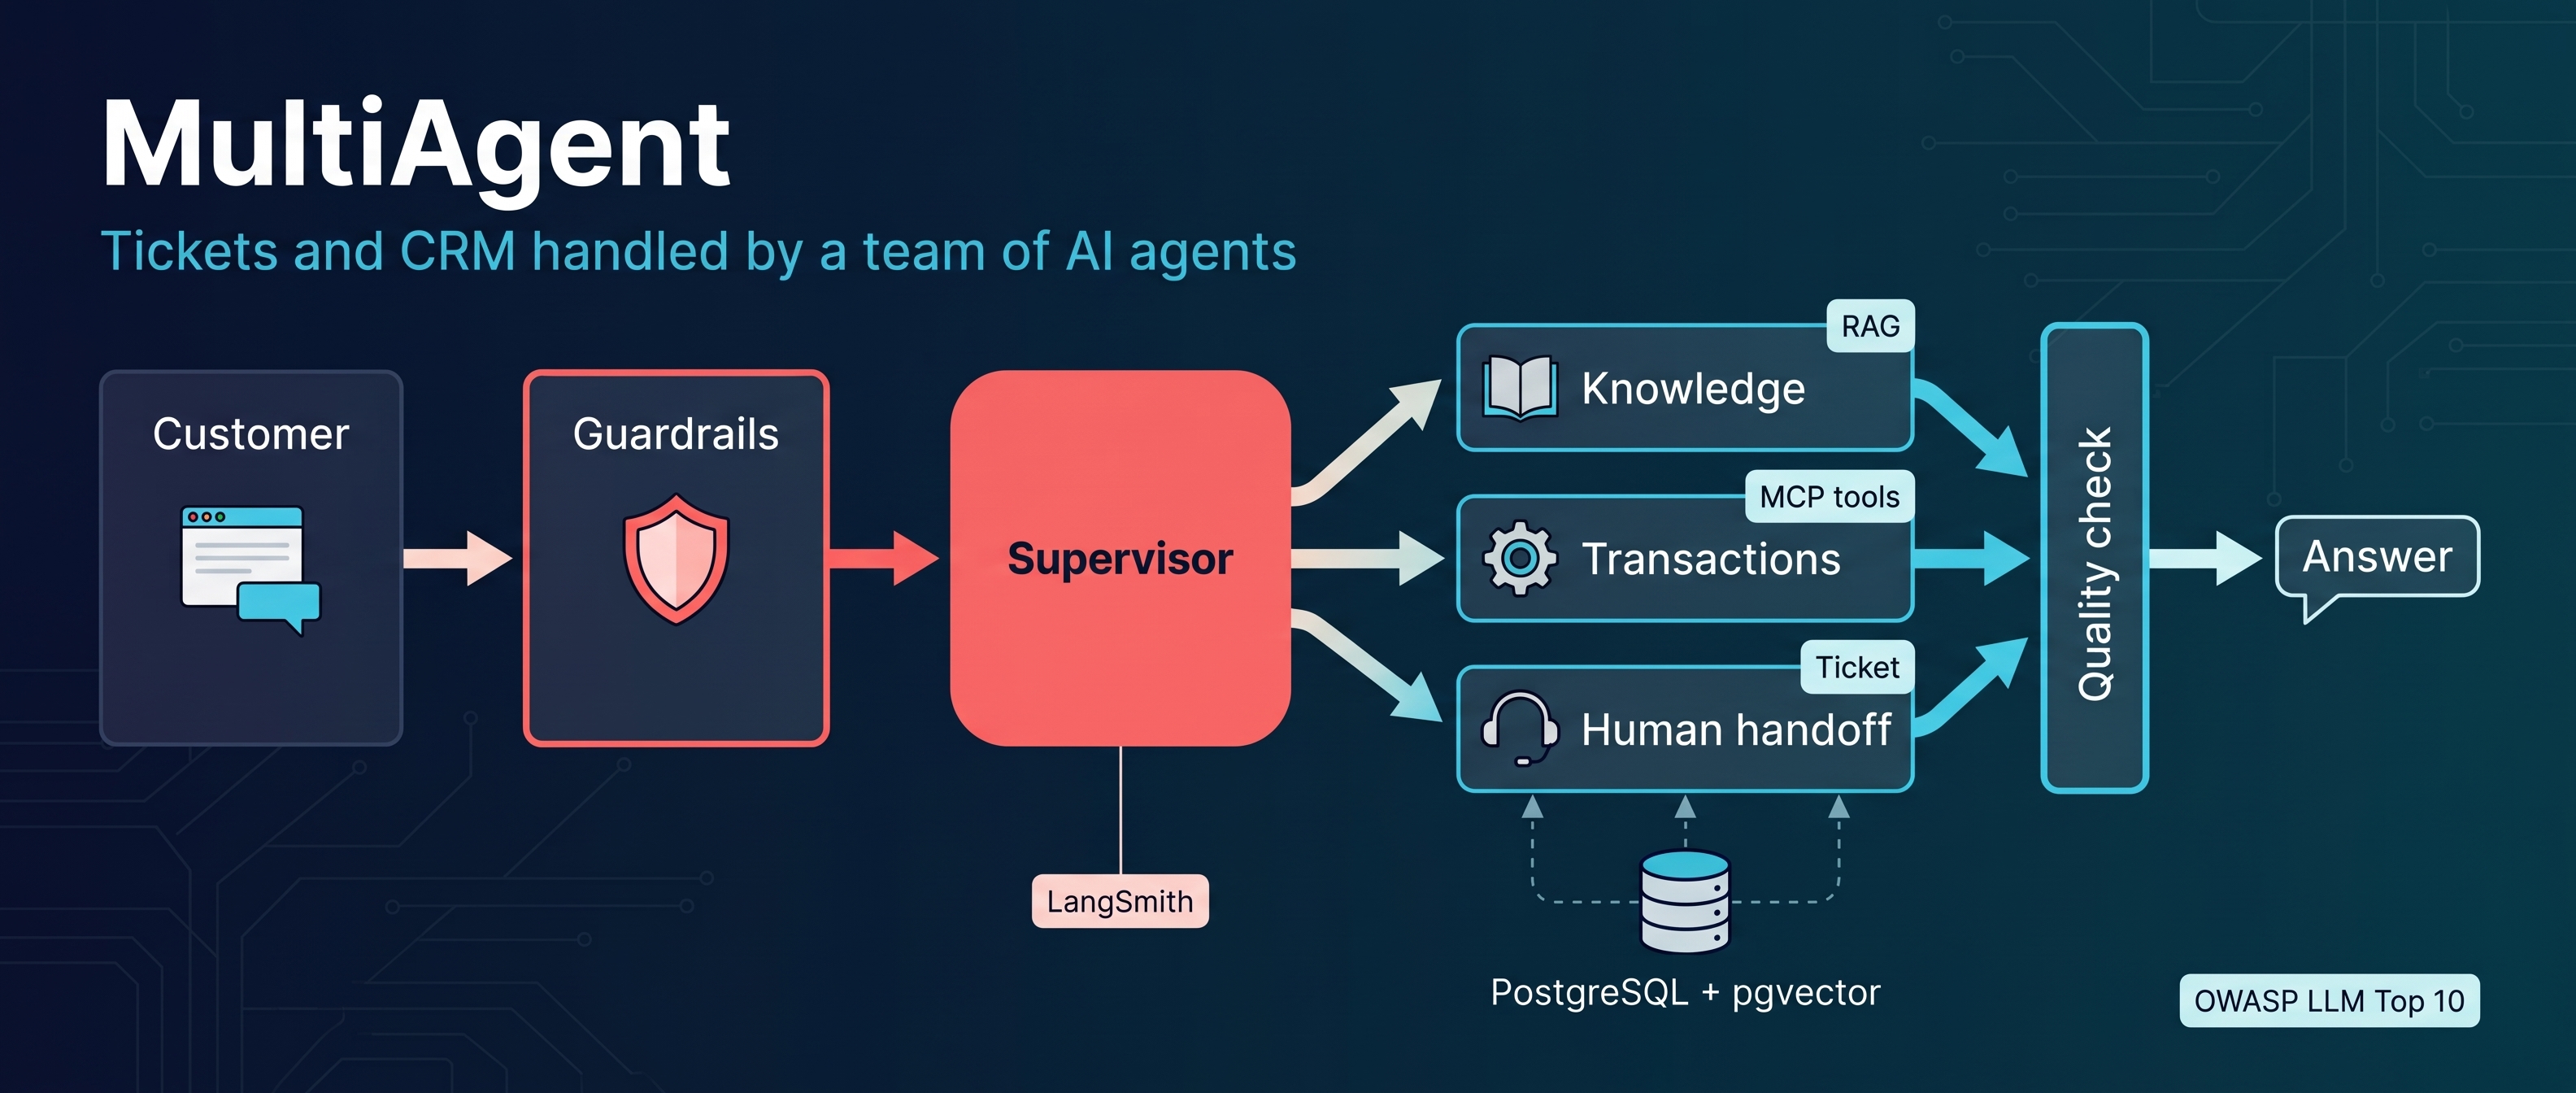 MultiAgent
Tickets and CRM handled by a team of AI agents
Customer
Guardrails
Supervisor
LangSmith
RAG
Knowledge
MCP tools
Transactions
Ticket
Human handoff
PostgreSQL + pgvector
Quality check
Answer
OWASP LLM Top 10